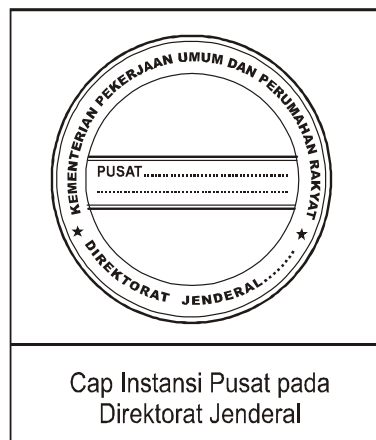 ★ KEMENTERIAN PEKERJAAN UMUM DAN PERUMAHAN RAKYAT ★
PUSAT..............................
........................................
DIREKTORAT JENDERAL........
Cap Instansi Pusat pada
Direktorat Jenderal